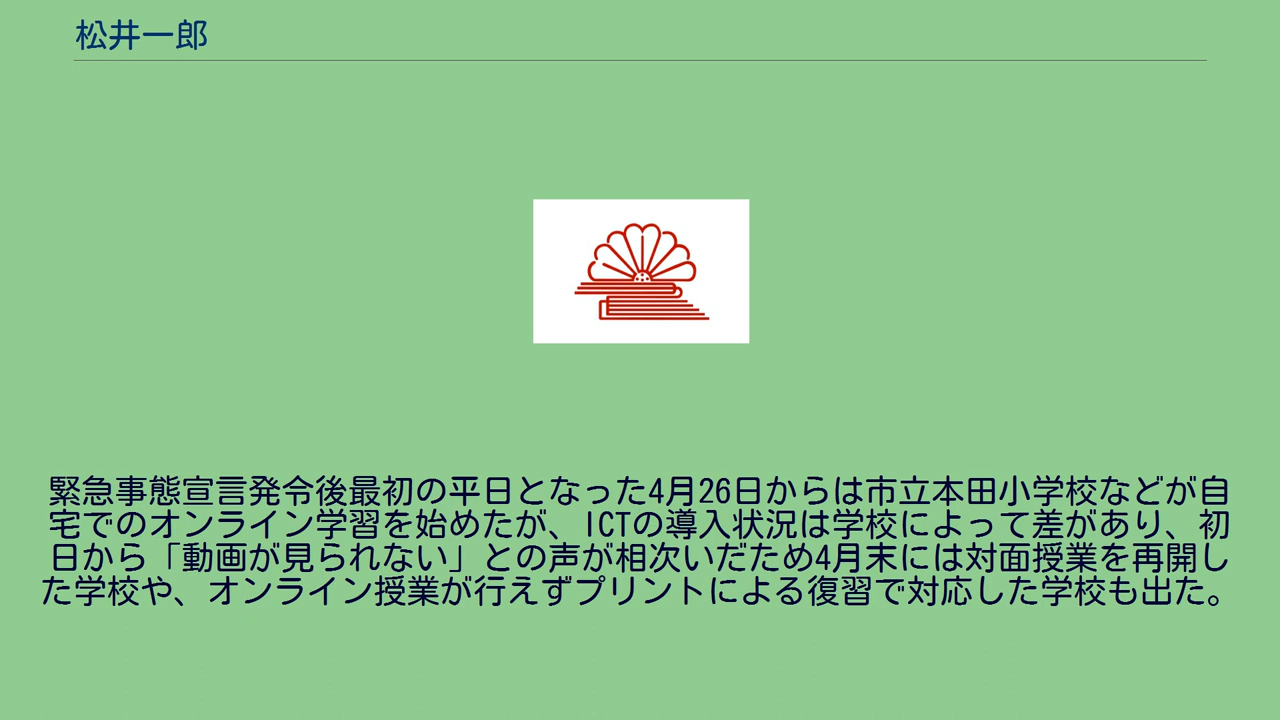 松井一郎
緊急事態宣言発令後最初の平日となった4月26日からは市立本田小学校などが自
宅でのオンライン学習を始めたが、ICTの導入状況は学校によって差があり、初
日から「動画が見られない」との声が相次いだため4月末には対面授業を再開し
た学校や、オンライン授業が行えずプリントによる復習で対応した学校も出た。